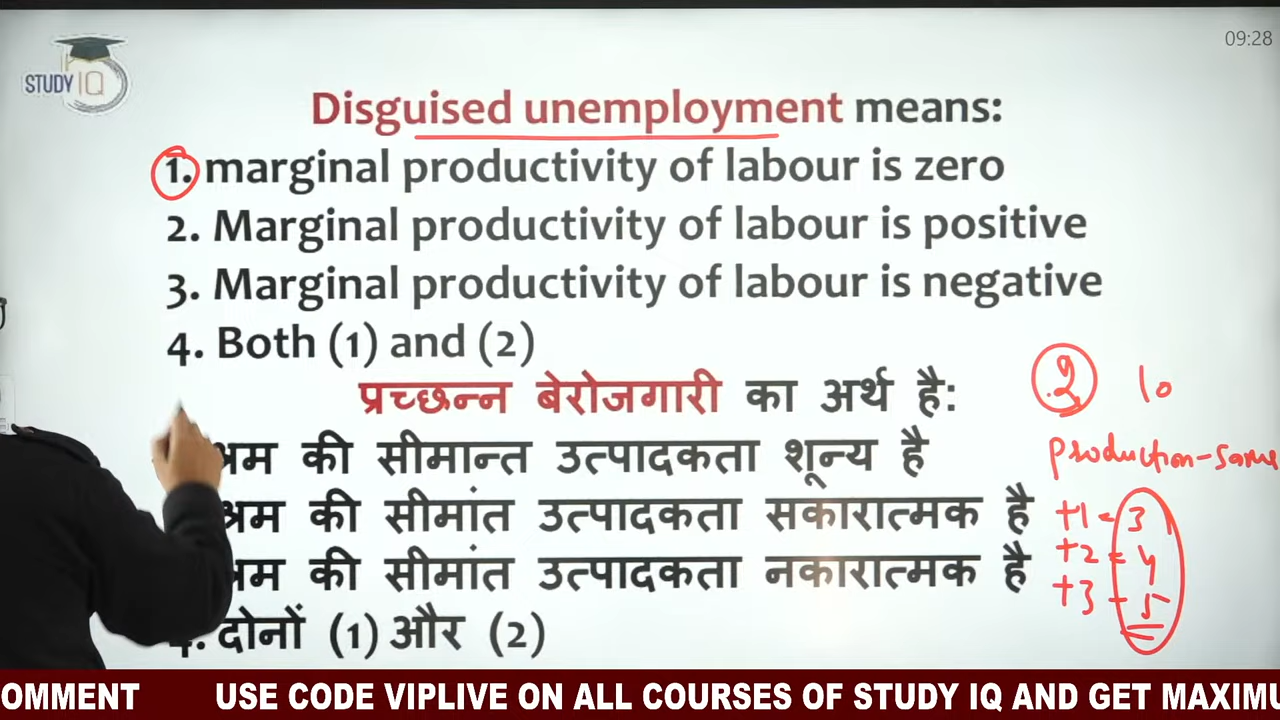 09:28
STUDY IQ
Disguised unemployment means:
1. marginal productivity of labour is zero
2. Marginal productivity of labour is positive
3. Marginal productivity of labour is negative
4. Both (1) and (2)
प्रच्छन्न बेरोजगारी का अर्थ है:
श्रम की सीमान्त उत्पादकता शून्य है
श्रम की सीमांत उत्पादकता सकारात्मक है
श्रम की सीमांत उत्पादकता नकारात्मक है
4. दोनों (1) और (2)
2 10
Production-same
+1 = 3
+2 = 4
+3 - 5
OMMENT USE CODE VIPLIVE ON ALL COURSES OF STUDY IQ AND GET MAXIMU